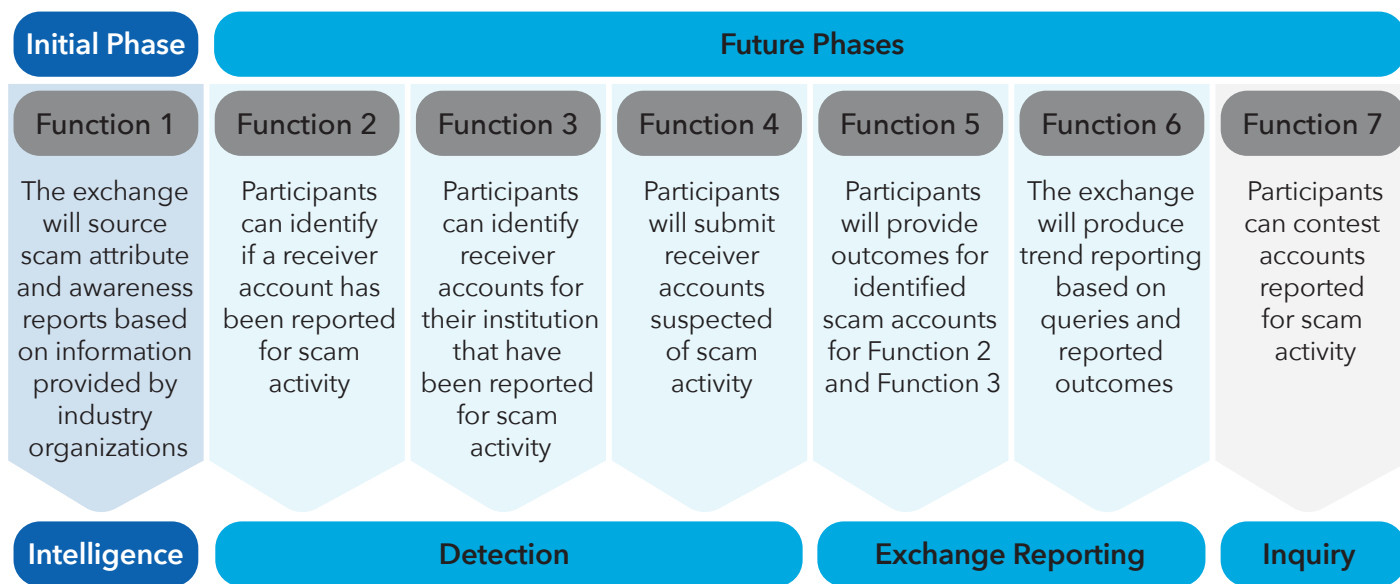 Initial Phase
Future Phases
Function 1
Function 2
Function 3
Function 4
Function 5
Function 6
Function 7
The exchange
will source
scam attribute
and awareness
reports based
on information
provided by
industry
organizations
Participants
can identify
if a receiver
account has
been reported
for scam
activity
Participants
can identify
receiver
accounts for
their institution
that have
been reported
for scam
activity
Participants
will submit
receiver
accounts
suspected
of scam
activity
Participants
will provide
outcomes for
identified
scam accounts
for Function 2
and Function 3
The exchange
will produce
trend reporting
based on
queries and
reported
outcomes
Participants
can contest
accounts
reported
for scam
activity
Intelligence
Detection
Exchange Reporting
Inquiry